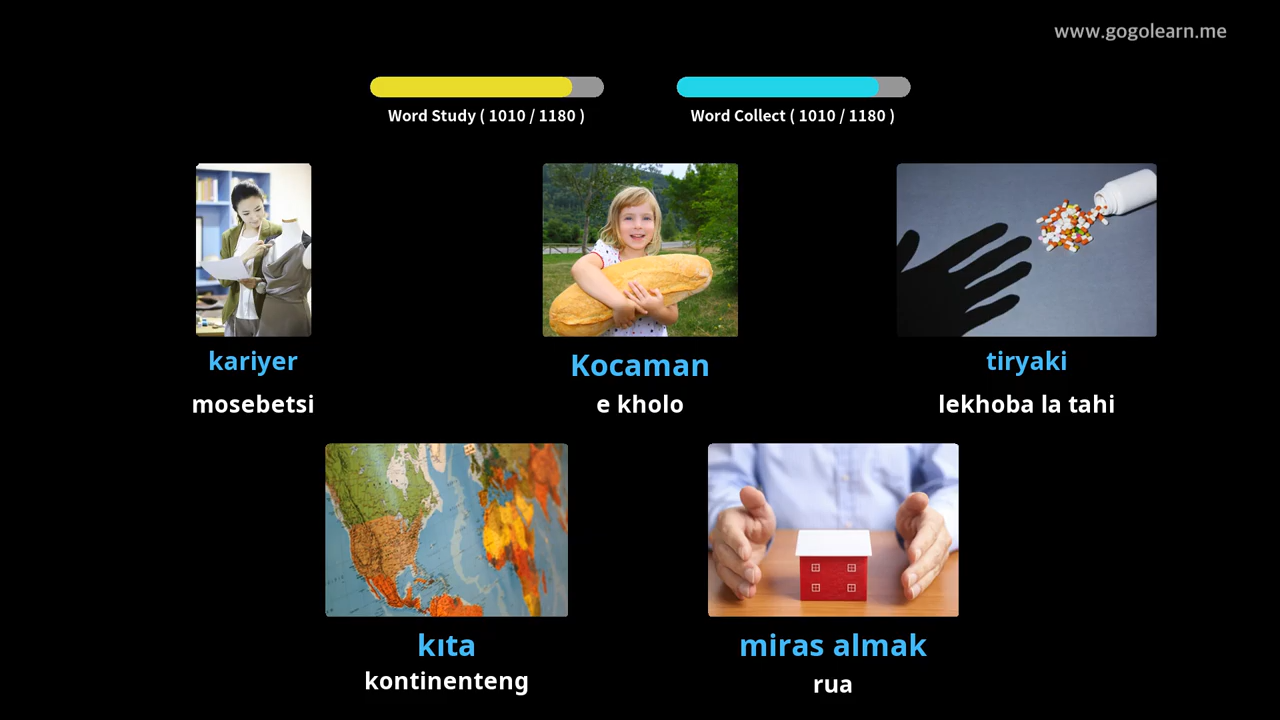 www.gogolearn.me
Word Study ( 1010 / 1180 )
Word Collect ( 1010 / 1180 )
kariyer
mosebetsi
Kocaman
e kholo
tiryaki
lekhoba la tahi
kıta
kontinenteng
miras almak
rua